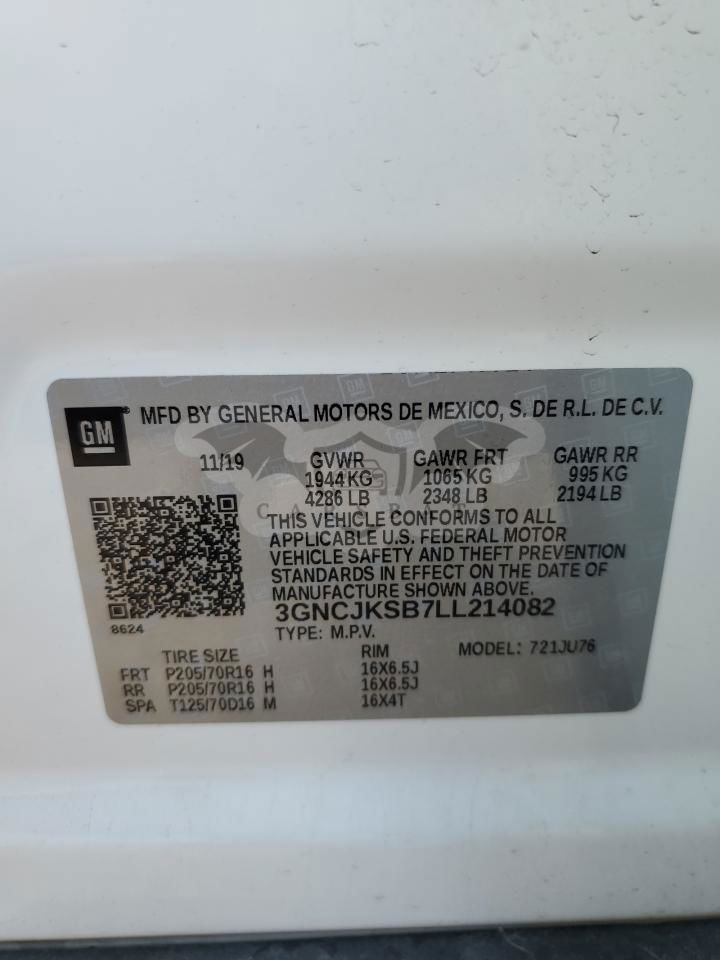 GM
MFD BY GENERAL MOTORS DE MEXICO, S. DE R.L. DE C.V.
11/19 GVWR GAWR FRT GAWR RR
1944 KG 1065 KG 995 KG
4286 LB 2348 LB 2194 LB
THIS VEHICLE CONFORMS TO ALL
APPLICABLE U.S. FEDERAL MOTOR
VEHICLE SAFETY AND THEFT PREVENTION
STANDARDS IN EFFECT ON THE DATE OF
MANUFACTURE SHOWN ABOVE.
3GNCJKSB7LL214082
8624
TYPE: M.P.V.
TIRE SIZE RIM MODEL: 721JU76
FRT P205/70R16 H 16X6.5J
RR P205/70R16 H 16X6.5J
SPA T125/70D16 M 16X4T